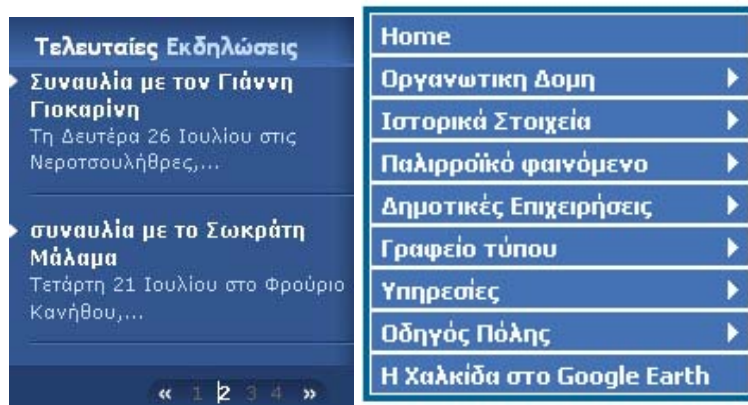 Τελευταίες Εκδηλώσεις
Συναυλία με τον Γιάννη
Γιοκαρίνη
Τη Δευτέρα 26 Ιουλίου στις
Νεροτσουλήθρες,...
συναυλία με το Σωκράτη
Μάλαμα
Τετάρτη 21 Ιουλίου στο Φρούριο
Κανήθου,...
« 1 2 3 4 »
Home
Οργανωτικη Δομη
Ιστορικά Στοιχεία
Παλιρροϊκό φαινόμενο
Δημοτικές Επιχειρήσεις
Γραφείο τύπου
Υπηρεσίες
Οδηγός Πόλης
Η Χαλκίδα στο Google Earth